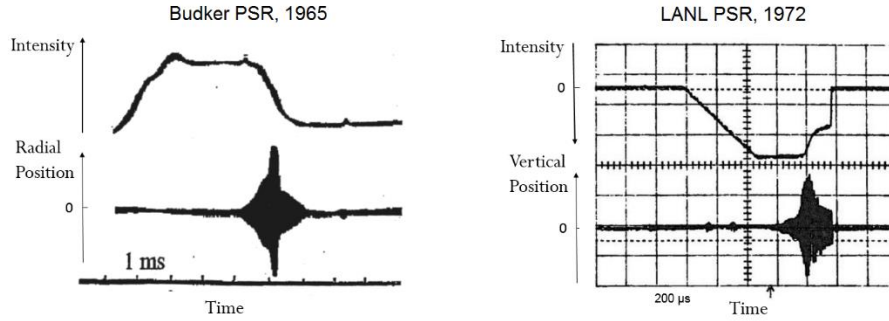 Budker PSR, 1965
Intensity
Radial
Position
0
1 ms
Time
LANL PSR, 1972
Intensity
0
Vertical
Position
0
200 µs
Time